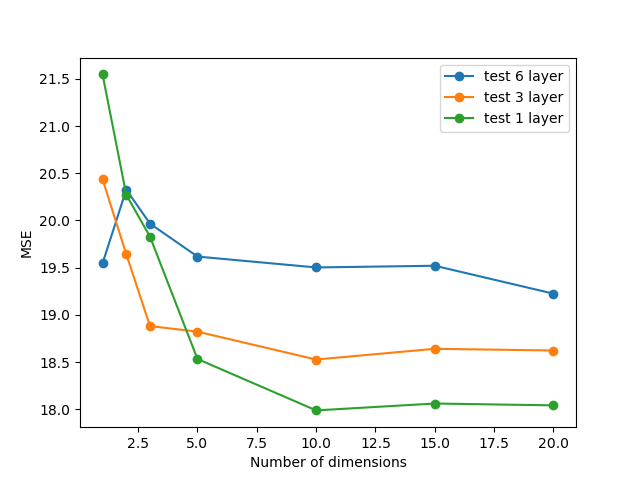 test 6 layer
test 3 layer
test 1 layer
21.5
21.0
20.5
20.0
19.5
19.0
18.5
18.0
MSE
2.5 5.0 7.5 10.0 12.5 15.0 17.5 20.0
Number of dimensions